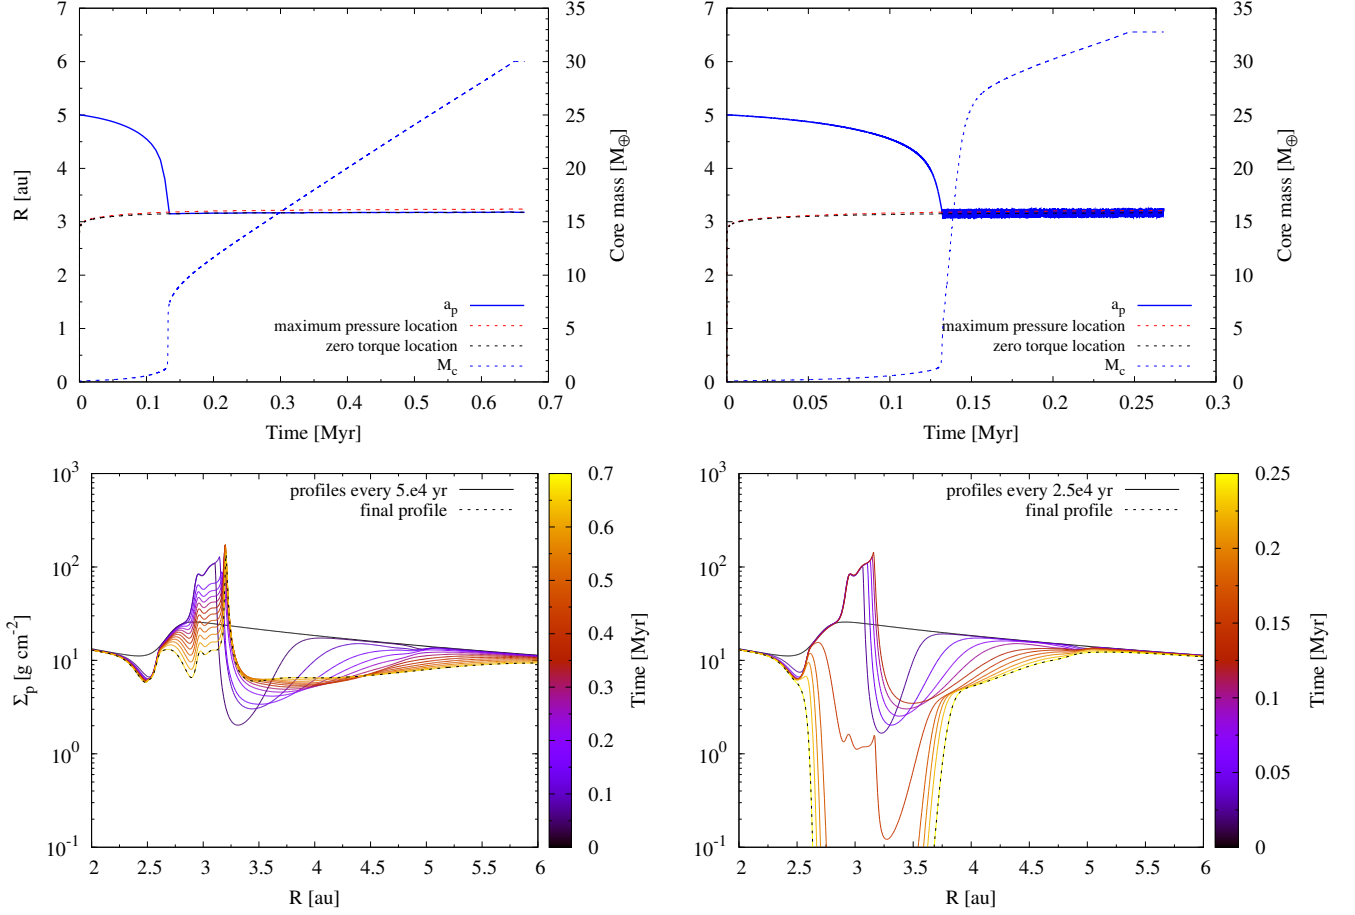 7
6
5
4
3
2
1
0
R [au]
35
30
25
20
15
10
5
0
Core mass [M⊕]
a_p
maximum pressure location
zero torque location
M_c
0 0.1 0.2 0.3 0.4 0.5 0.6 0.7
Time [Myr]
7
6
5
4
3
2
1
0
35
30
25
20
15
10
5
0
Core mass [M⊕]
a_p
maximum pressure location
zero torque location
M_c
0 0.05 0.1 0.15 0.2 0.25 0.3
Time [Myr]
10^3
10^2
10^1
10^0
10^-1
Σ_p [g cm^-2]
profiles every 5.e4 yr
final profile
2 2.5 3 3.5 4 4.5 5 5.5 6
R [au]
0.7
0.6
0.5
0.4
0.3
0.2
0.1
0
Time [Myr]
10^3
10^2
10^1
10^0
10^-1
profiles every 2.5e4 yr
final profile
2 2.5 3 3.5 4 4.5 5 5.5 6
R [au]
0.25
0.2
0.15
0.1
0.05
0
Time [Myr]